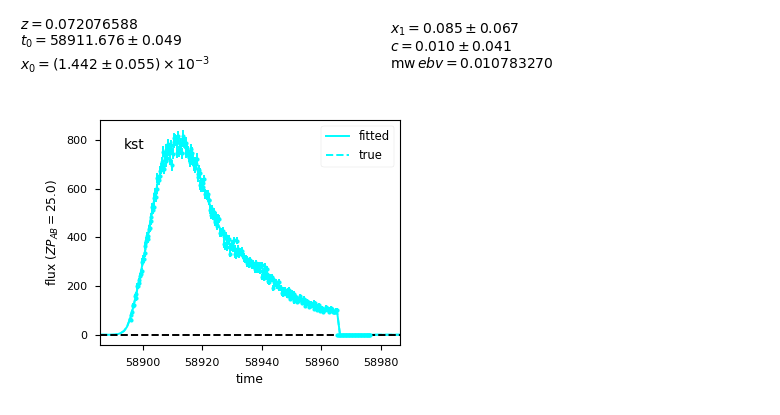 z = 0.072076588
t₀ = 58911.676 ± 0.049
x₀ = (1.442 ± 0.055) × 10⁻³
x₁ = 0.085 ± 0.067
c = 0.010 ± 0.041
mw ebv = 0.010783270
kst
fitted
true
800
600
400
200
0
flux (ZP_AB = 25.0)
58900 58920 58940 58960 58980
time